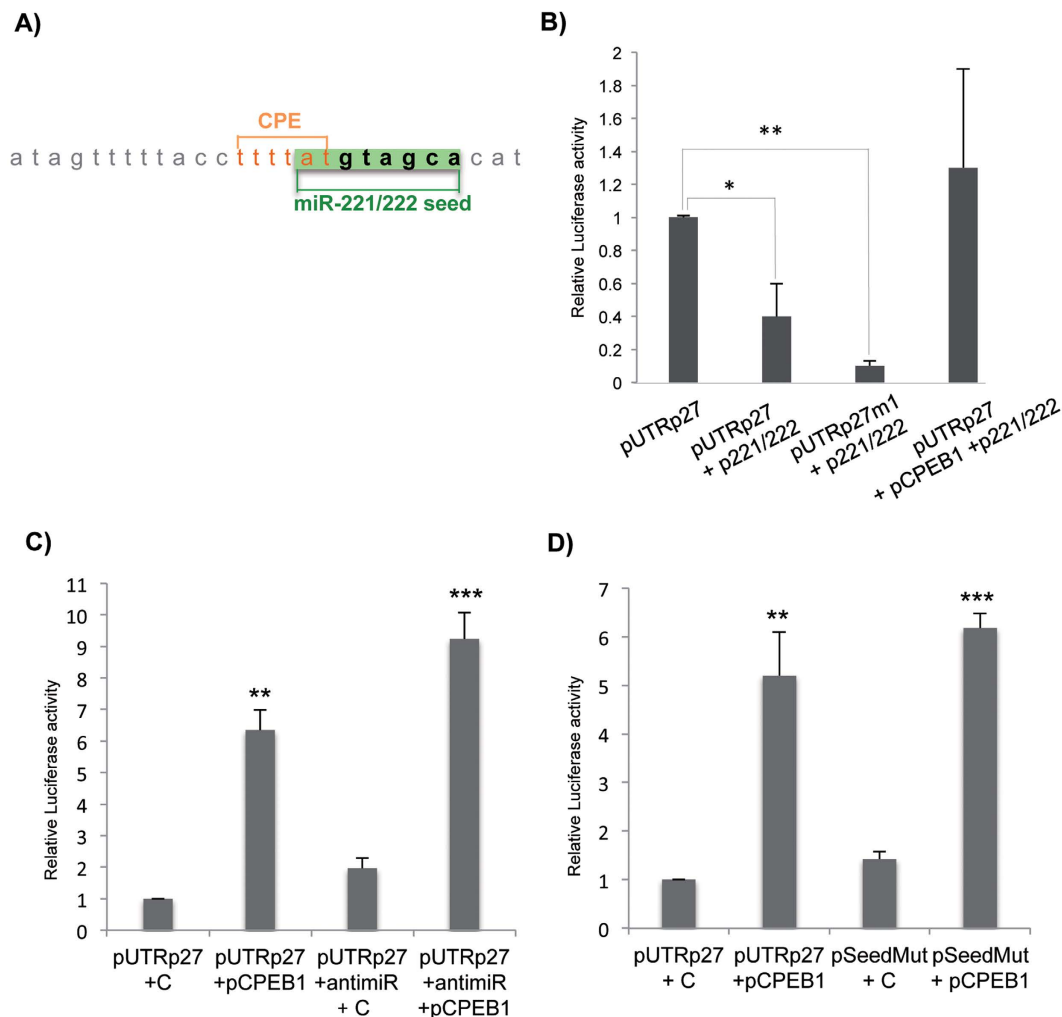 A)
CPE
atagtttttaccttttatgtagcacat
miR-221/222 seed
B)
Relative Luciferase activity
2
1.8
1.6
1.4
1.2
1
0.8
0.6
0.4
0.2
0
**
*
pUTRp27
pUTRp27
+ p221/222
pUTRp27m1
+ p221/222
pUTRp27
+ pCPEB1 +p221/222
C)
Relative Luciferase activity
11
10
9
8
7
6
5
4
3
2
1
0
**
***
pUTRp27
+C
pUTRp27
+pCPEB1
pUTRp27
+antimiR
+ C
pUTRp27
+antimiR
+pCPEB1
D)
Relative Luciferase activity
7
6
5
4
3
2
1
0
**
***
pUTRp27
+ C
pUTRp27
+pCPEB1
pSeedMut
+ C
pSeedMut
+ pCPEB1